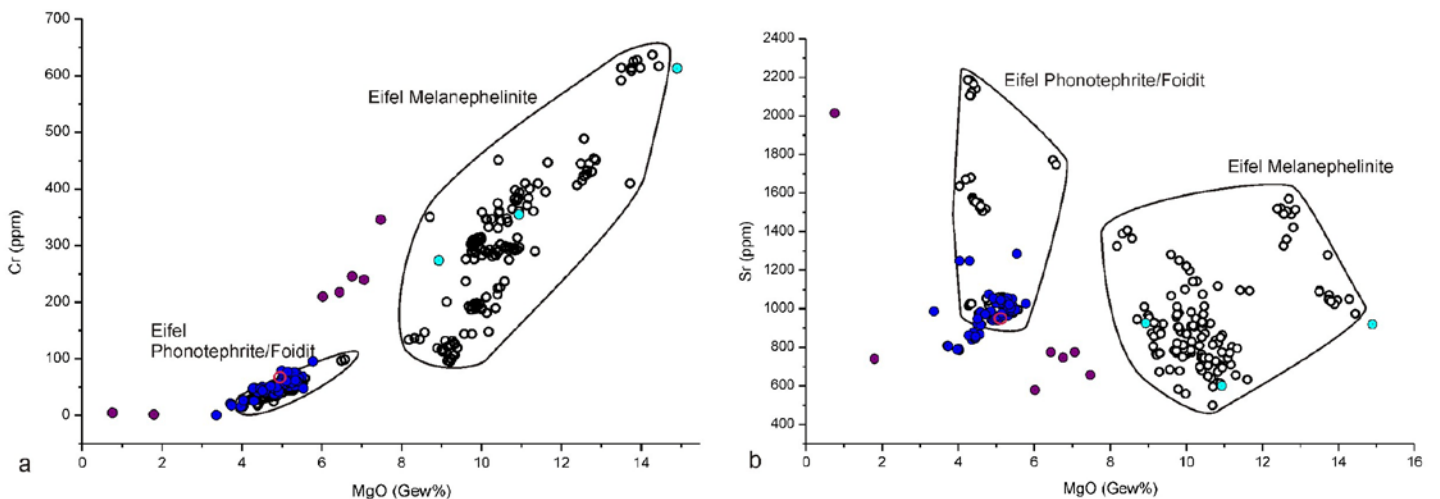 700
600
500
400
300
200
100
0
Cr (ppm)
Eifel Melanephelinite
Eifel
Phonotephrite/Foidit
0 2 4 6 8 10 12 14
MgO (Gew%)
a
2400
2200
2000
1800
1600
1400
1200
1000
800
600
400
Sr (ppm)
Eifel Phonotephrite/Foidit
Eifel Melanephelinite
0 2 4 6 8 10 12 14 16
MgO (Gew%)
b